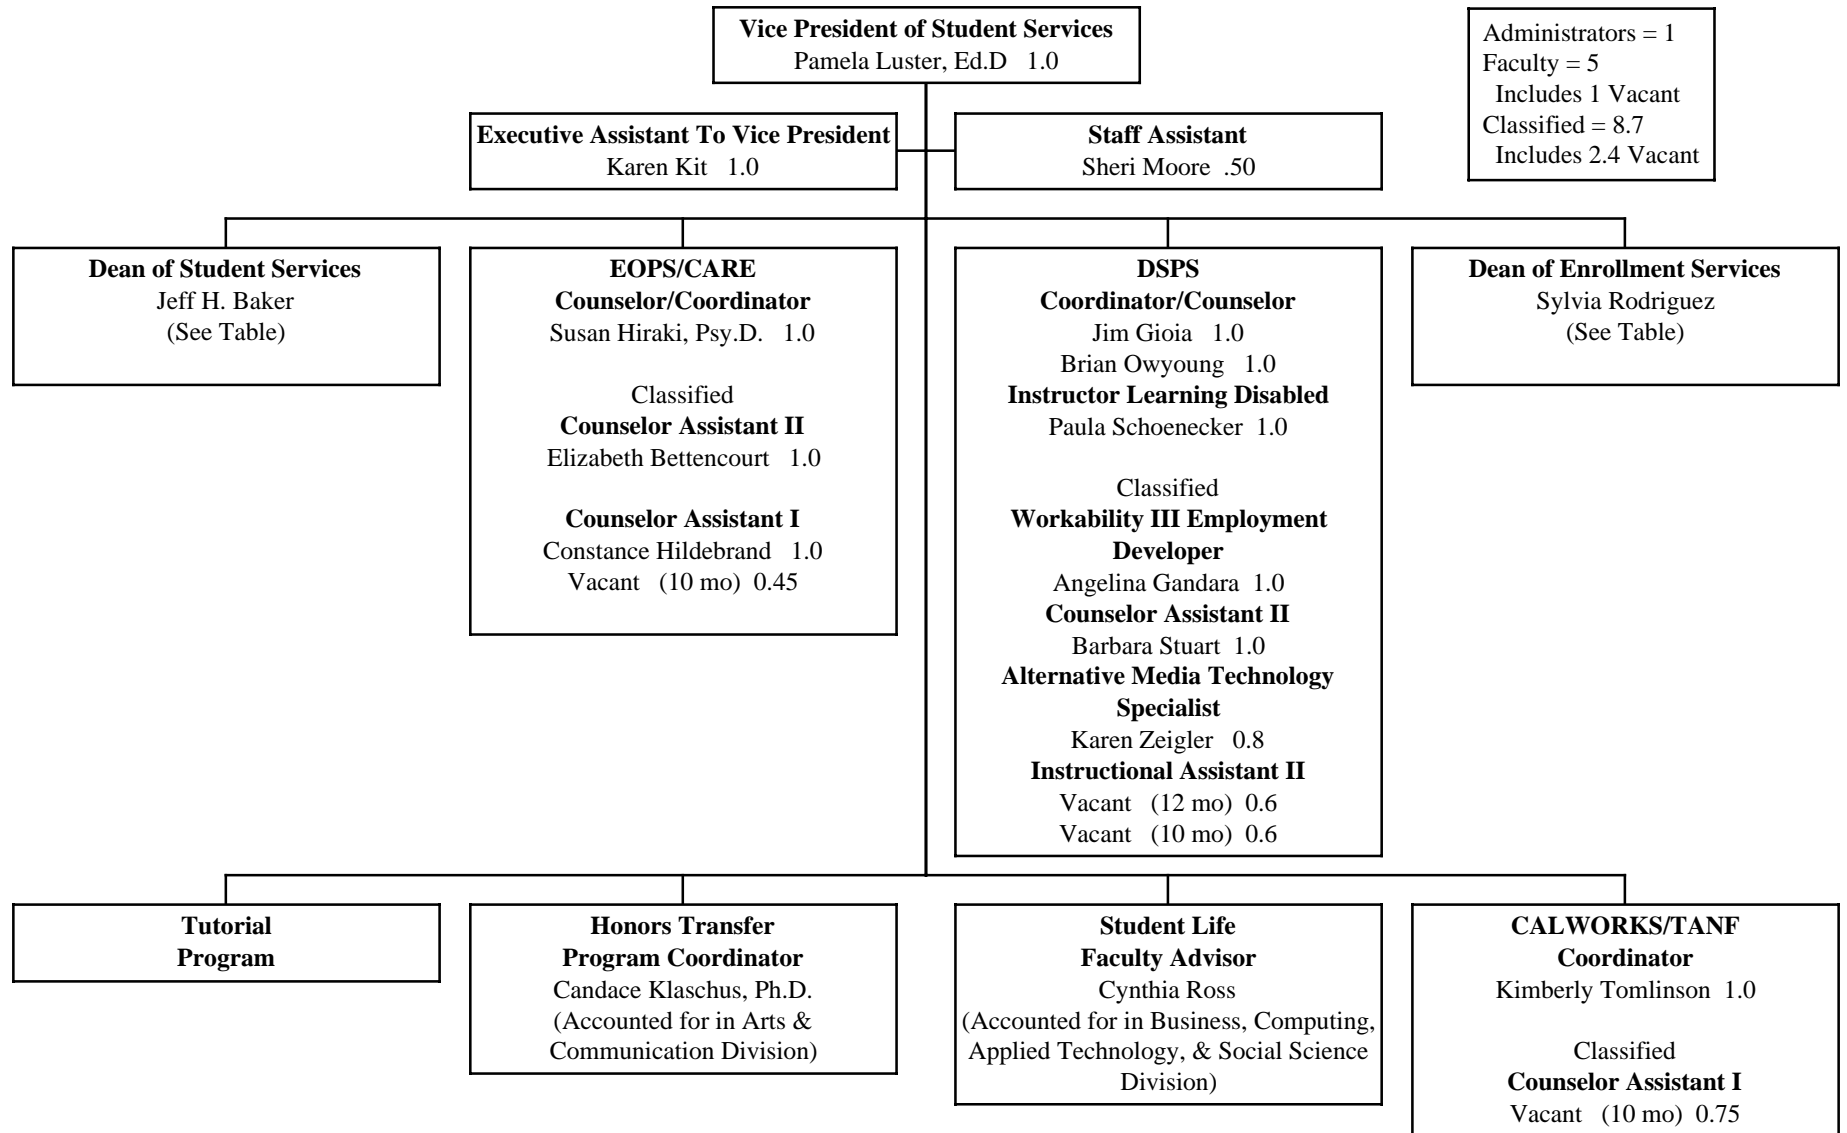 Vice President of Student Services
Pamela Luster, Ed.D 1.0
Administrators = 1
Faculty = 5
Includes 1 Vacant
Classified = 8.7
Includes 2.4 Vacant
Executive Assistant To Vice President
Karen Kit 1.0
Staff Assistant
Sheri Moore .50
Dean of Student Services
Jeff H. Baker
(See Table)
EOPS/CARE
Counselor/Coordinator
Susan Hiraki, Psy.D. 1.0
Classified
Counselor Assistant II
Elizabeth Bettencourt 1.0
Counselor Assistant I
Constance Hildebrand 1.0
Vacant (10 mo) 0.45
DSPS
Coordinator/Counselor
Jim Gioia 1.0
Brian Owyoung 1.0
Instructor Learning Disabled
Paula Schoenecker 1.0
Classified
Workability III Employment
Developer
Angelina Gandara 1.0
Counselor Assistant II
Barbara Stuart 1.0
Alternative Media Technology
Specialist
Karen Zeigler 0.8
Instructional Assistant II
Vacant (12 mo) 0.6
Vacant (10 mo) 0.6
Dean of Enrollment Services
Sylvia Rodriguez
(See Table)
Tutorial
Program
Honors Transfer
Program Coordinator
Candace Klaschus, Ph.D.
(Accounted for in Arts &
Communication Division)
Student Life
Faculty Advisor
Cynthia Ross
(Accounted for in Business, Computing,
Applied Technology, & Social Science
Division)
CALWORKS/TANF
Coordinator
Kimberly Tomlinson 1.0
Classified
Counselor Assistant I
Vacant (10 mo) 0.75